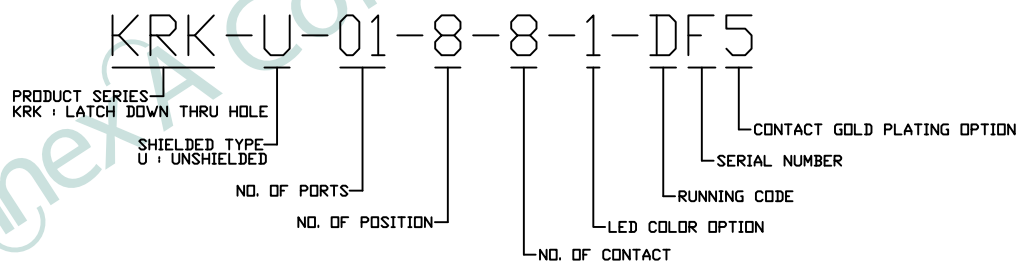 KRK-U-01-8-8-1-DF5
PRODUCT SERIES
KRK : LATCH DOWN THRU HOLE
SHIELDED TYPE
U : UNSHIELDED
NO. OF PORTS
NO. OF POSITION
NO. OF CONTACT
LED COLOR OPTION
RUNNING CODE
SERIAL NUMBER
CONTACT GOLD PLATING OPTION